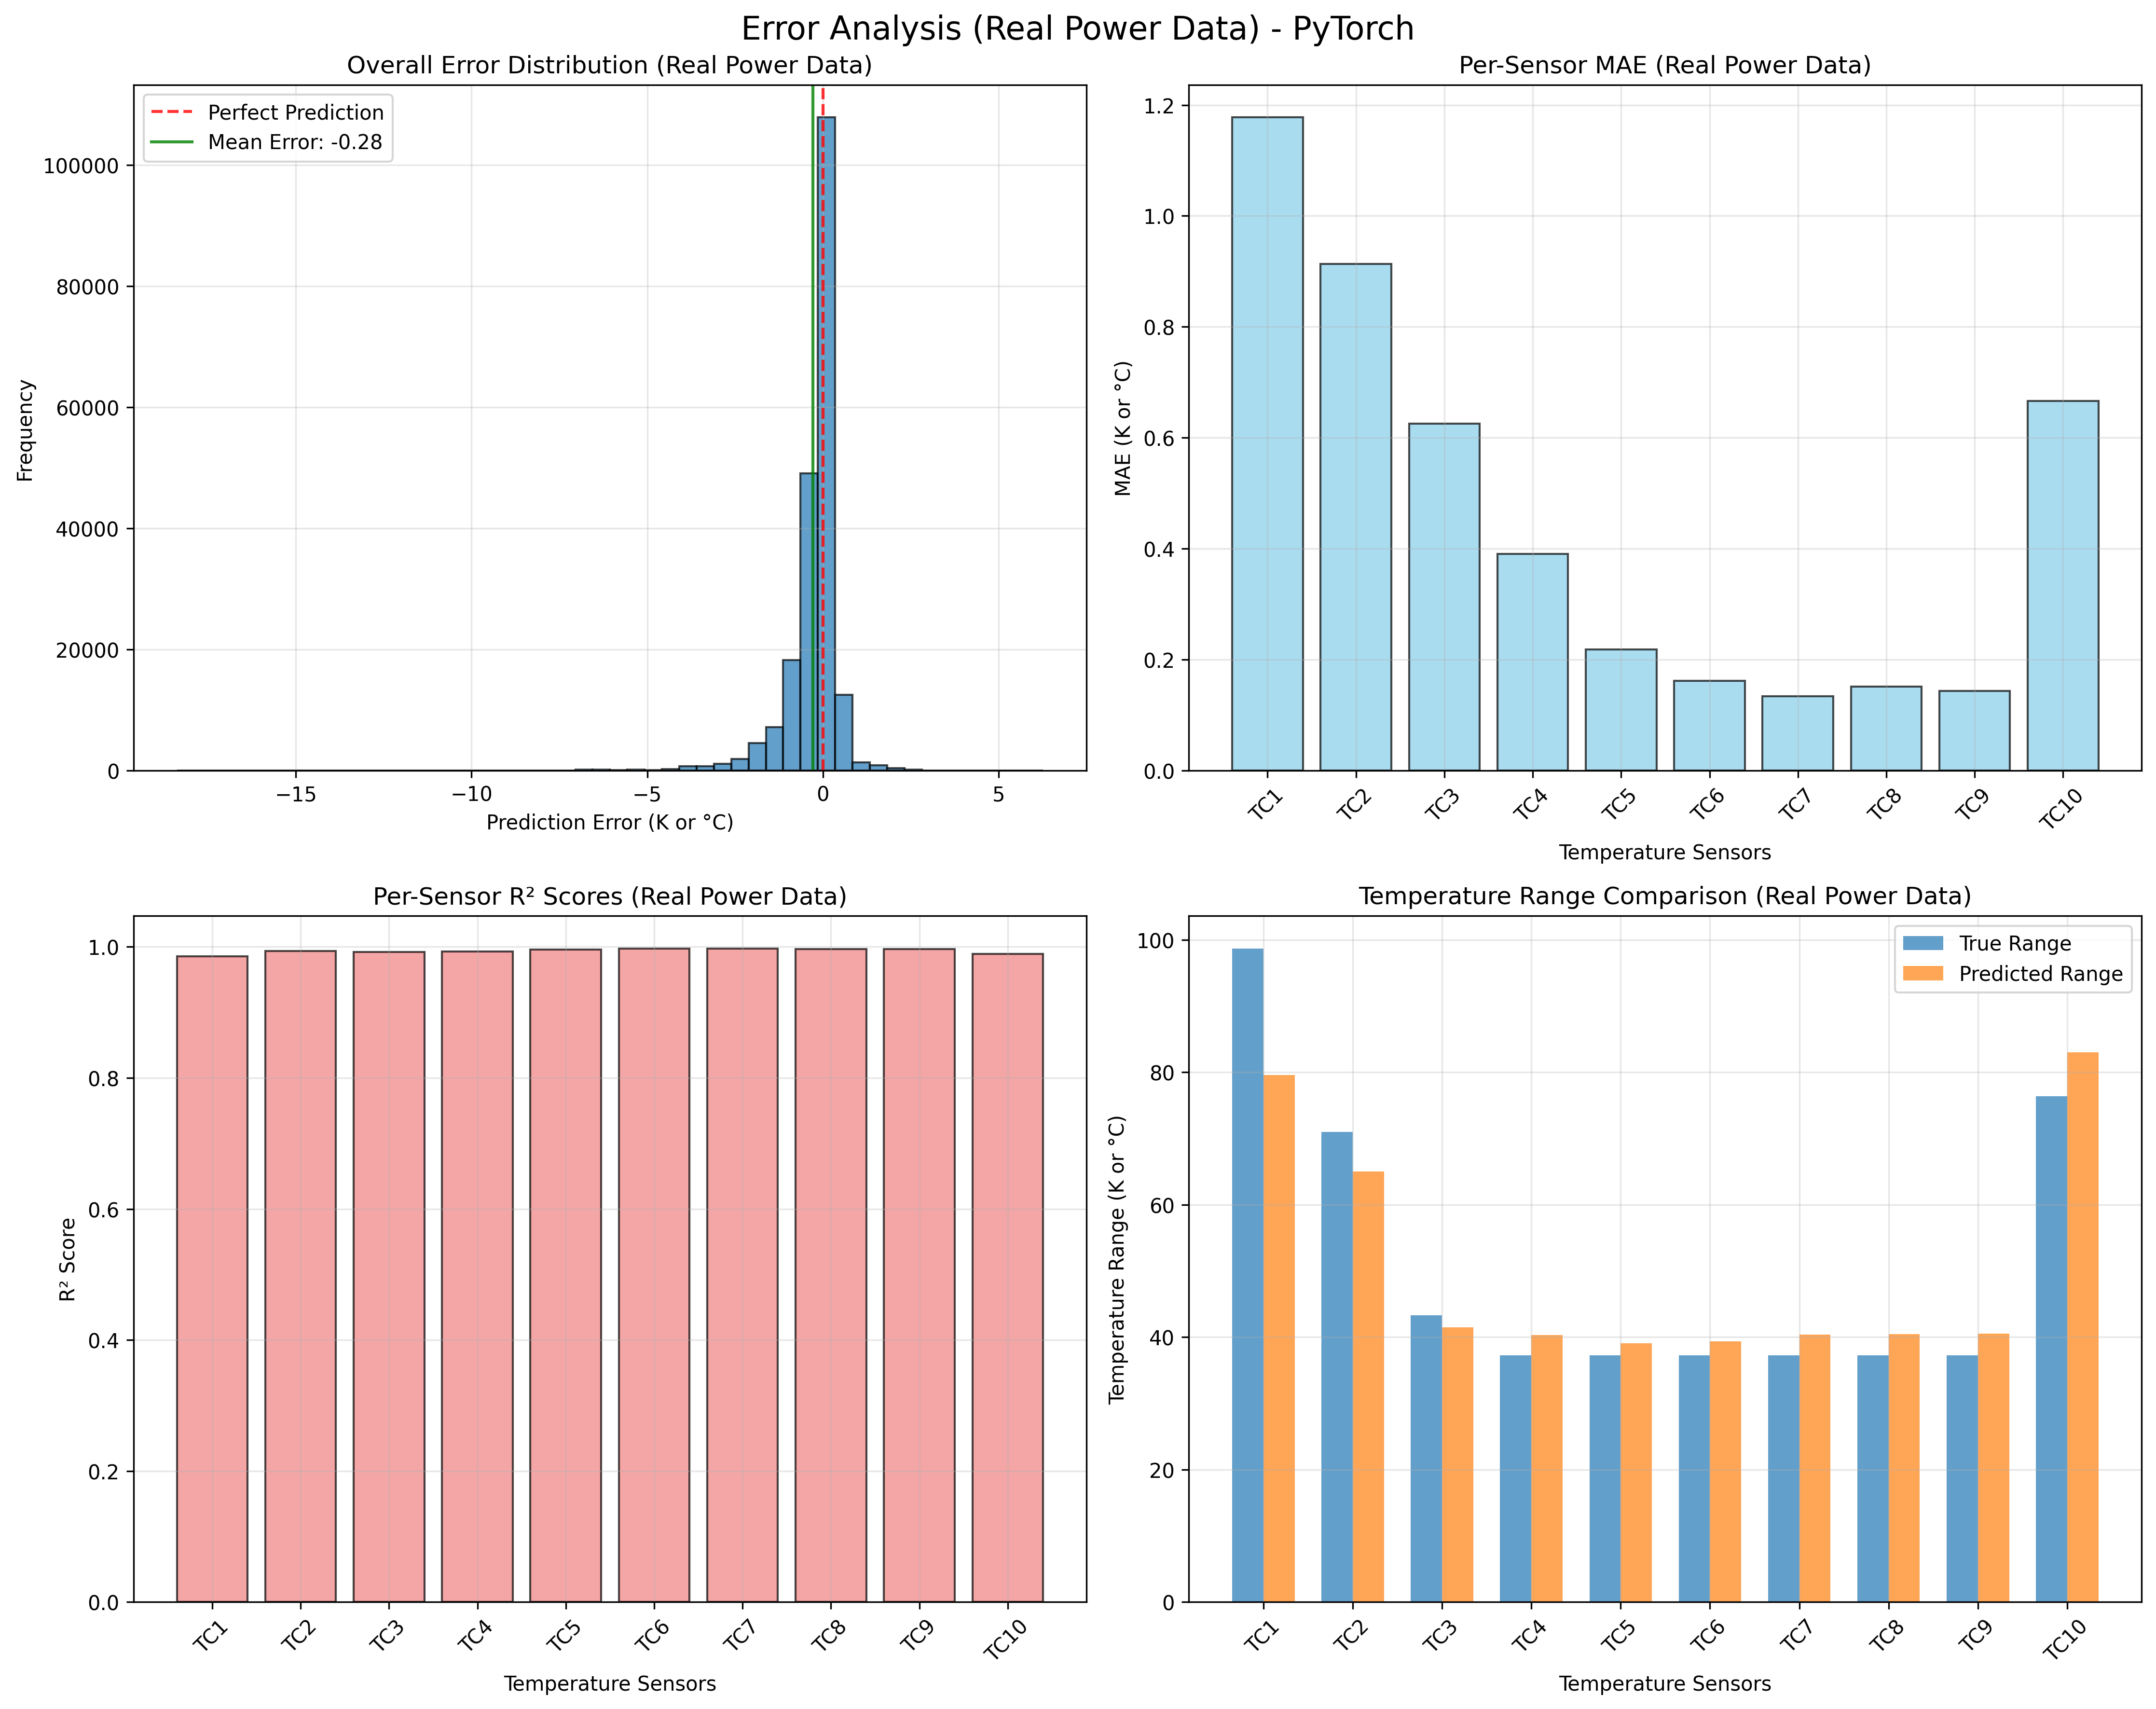 Error Analysis (Real Power Data) - PyTorch
Overall Error Distribution (Real Power Data)
Perfect Prediction
Mean Error: -0.28
Frequency
100000
80000
60000
40000
20000
0
−15
−10
−5
0
5
Prediction Error (K or °C)
Per-Sensor MAE (Real Power Data)
MAE (K or °C)
1.2
1.0
0.8
0.6
0.4
0.2
0.0
TC1
TC2
TC3
TC4
TC5
TC6
TC7
TC8
TC9
TC10
Temperature Sensors
Per-Sensor R² Scores (Real Power Data)
R² Score
1.0
0.8
0.6
0.4
0.2
0.0
TC1
TC2
TC3
TC4
TC5
TC6
TC7
TC8
TC9
TC10
Temperature Sensors
Temperature Range Comparison (Real Power Data)
True Range
Predicted Range
Temperature Range (K or °C)
100
80
60
40
20
0
TC1
TC2
TC3
TC4
TC5
TC6
TC7
TC8
TC9
TC10
Temperature Sensors